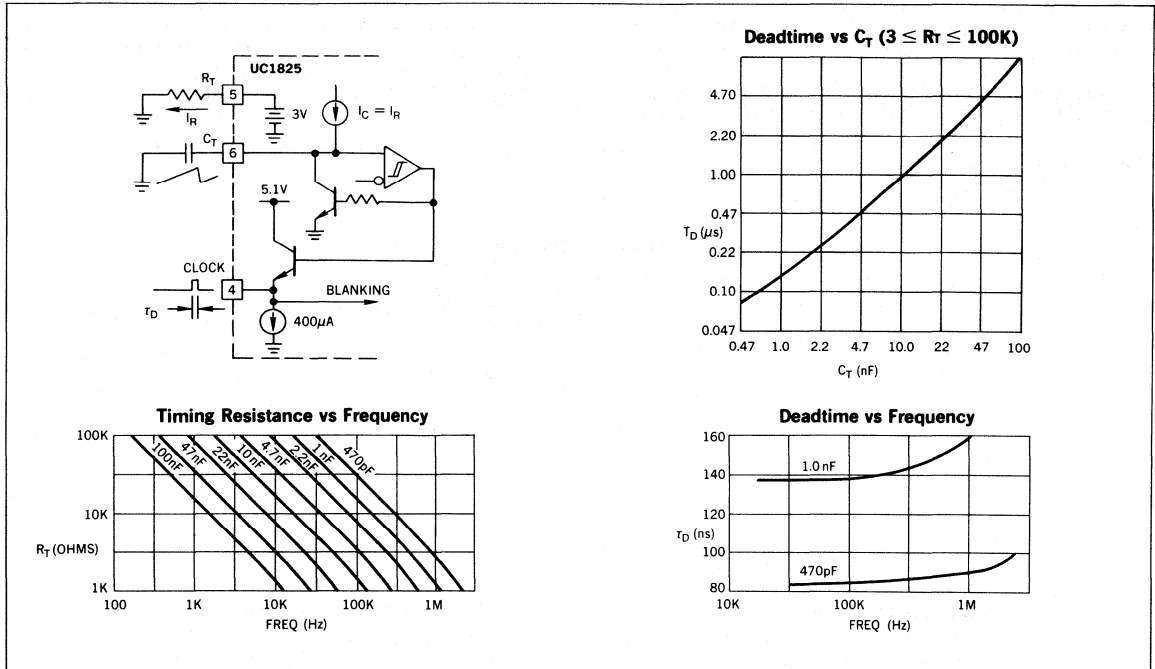 UC1825
R_T
5
I_R
3V
I_C = I_R
C_T
6
5.1V
CLOCK
4
BLANKING
τ_D
400μA
Deadtime vs C_T (3 ≤ R_T ≤ 100K)
4.70
2.20
1.00
0.47
T_D (μs)
0.22
0.10
0.047
0.47 1.0 2.2 4.7 10.0 22 47 100
C_T (nF)
Timing Resistance vs Frequency
100K
100nF 47nF 22nF 10nF 4.7nF 2.2nF 1nF 470pF
10K
R_T (OHMS)
1K
100 1K 10K 100K 1M
FREQ (Hz)
Deadtime vs Frequency
160
1.0 nF
140
120
τ_D (ns)
100
470pF
80
10K 100K 1M
FREQ (Hz)